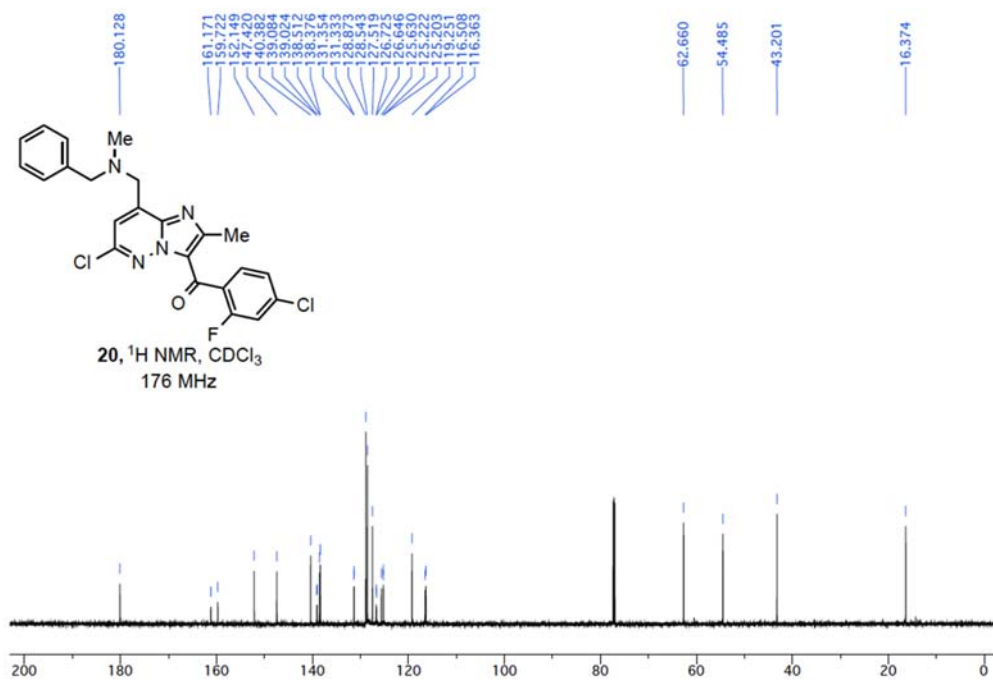 180.128
161.171
159.722
152.149
147.420
140.382
139.084
139.024
138.512
138.376
131.354
131.333
128.873
128.543
127.519
126.725
126.646
125.630
125.222
125.203
119.251
116.508
116.363
62.660
54.485
43.201
16.374
Me
N
N
Me
Cl
N
N
O
Cl
F
20, ¹H NMR, CDCl₃
176 MHz
200 180 160 140 120 100 80 60 40 20 0